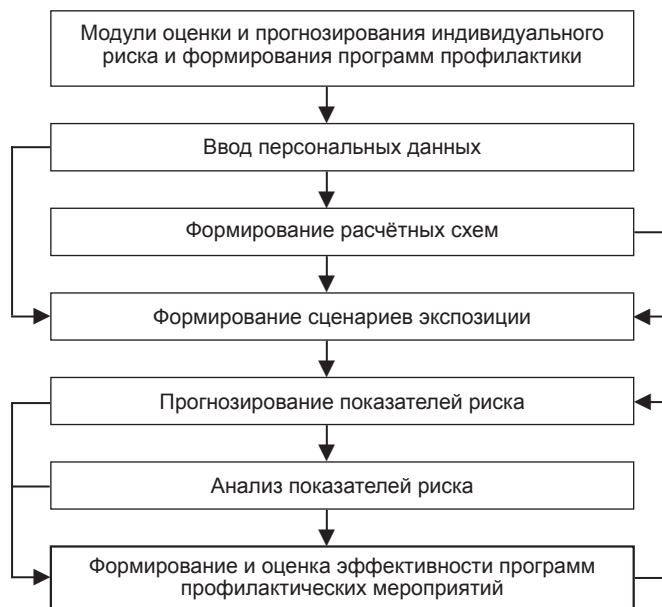 Модули оценки и прогнозирования индивидуального
риска и формирования программ профилактики
Ввод персональных данных
Формирование расчётных схем
Формирование сценариев экспозиции
Прогнозирование показателей риска
Анализ показателей риска
Формирование и оценка эффективности программ
профилактических мероприятий